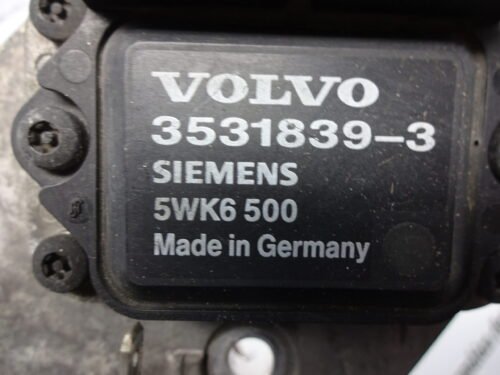 VOLVO
3531839-3
SIEMENS
5WK6 500
Made in Germany